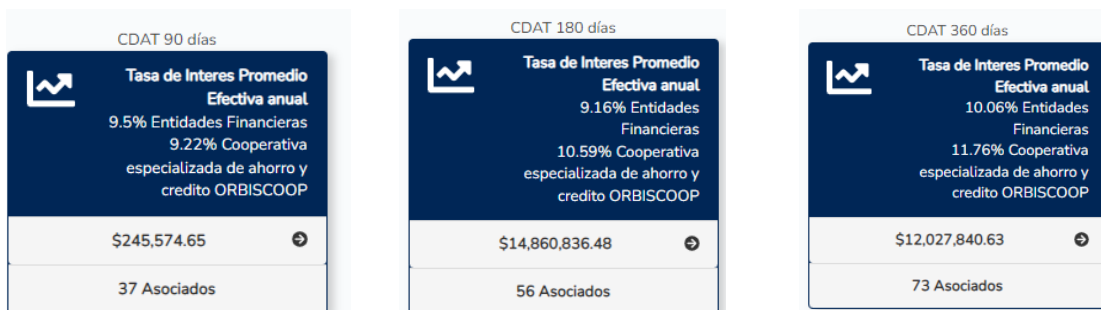 CDAT 90 días
Tasa de Interes Promedio
Efectiva anual
9.5% Entidades Financieras
9.22% Cooperativa
especializada de ahorro y
credito ORBISCOOP
$245,574.65
37 Asociados
CDAT 180 días
Tasa de Interes Promedio
Efectiva anual
9.16% Entidades
Financieras
10.59% Cooperativa
especializada de ahorro y
credito ORBISCOOP
$14,860,836.48
56 Asociados
CDAT 360 días
Tasa de Interes Promedio
Efectiva anual
10.06% Entidades
Financieras
11.76% Cooperativa
especializada de ahorro y
credito ORBISCOOP
$12,027,840.63
73 Asociados